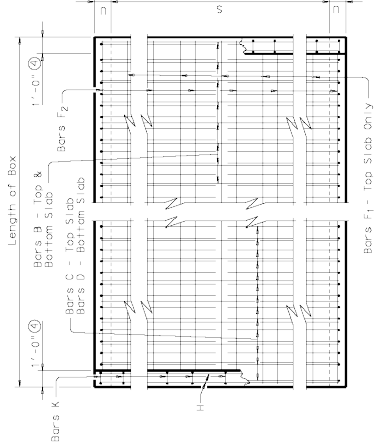 n
S
n
1'-0" 4
Bars F2
Length of Box
Bars B - Top &
Bottom Slab
Bars C - Top Slab
Bars D - Bottom Slab
Bars F1 - Top Slab Only
1'-0" 4
Bars K
H